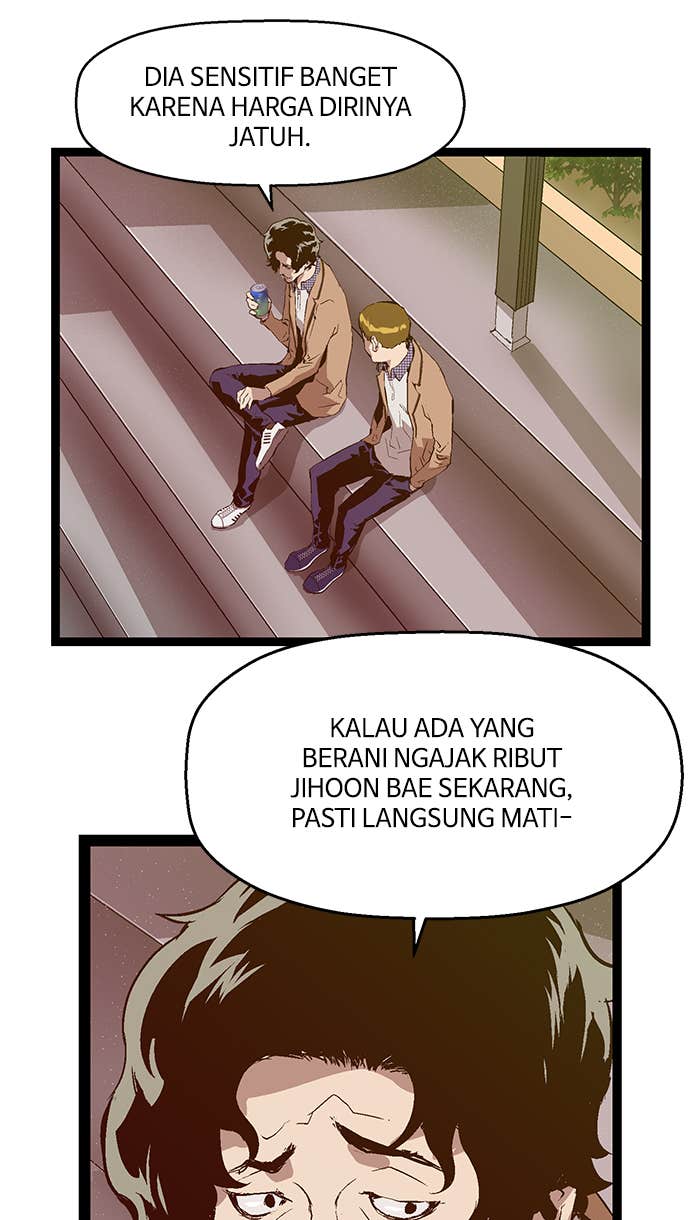 DIA SENSITIF BANGET
KARENA HARGA DIRINYA
JATUH.
KALAU ADA YANG
BERANI NGAJAK RIBUT
JIHOON BAE SEKARANG,
PASTI LANGSUNG MATI-